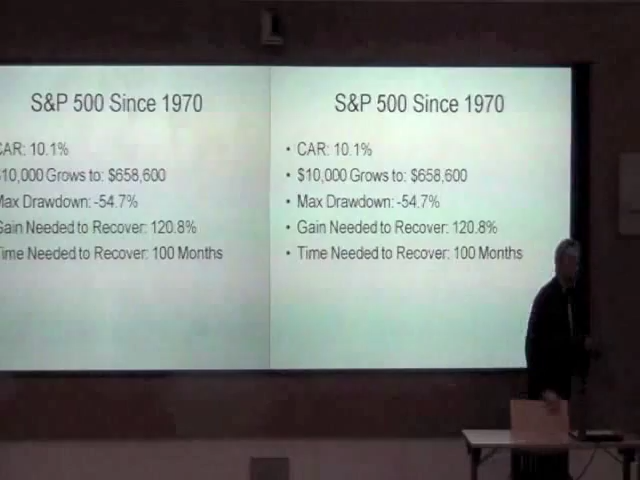 S&P 500 Since 1970
CAR: 10.1%
$10,000 Grows to: $658,600
Max Drawdown: -54.7%
Gain Needed to Recover: 120.8%
Time Needed to Recover: 100 Months
S&P 500 Since 1970
• CAR: 10.1%
• $10,000 Grows to: $658,600
• Max Drawdown: -54.7%
• Gain Needed to Recover: 120.8%
• Time Needed to Recover: 100 Months